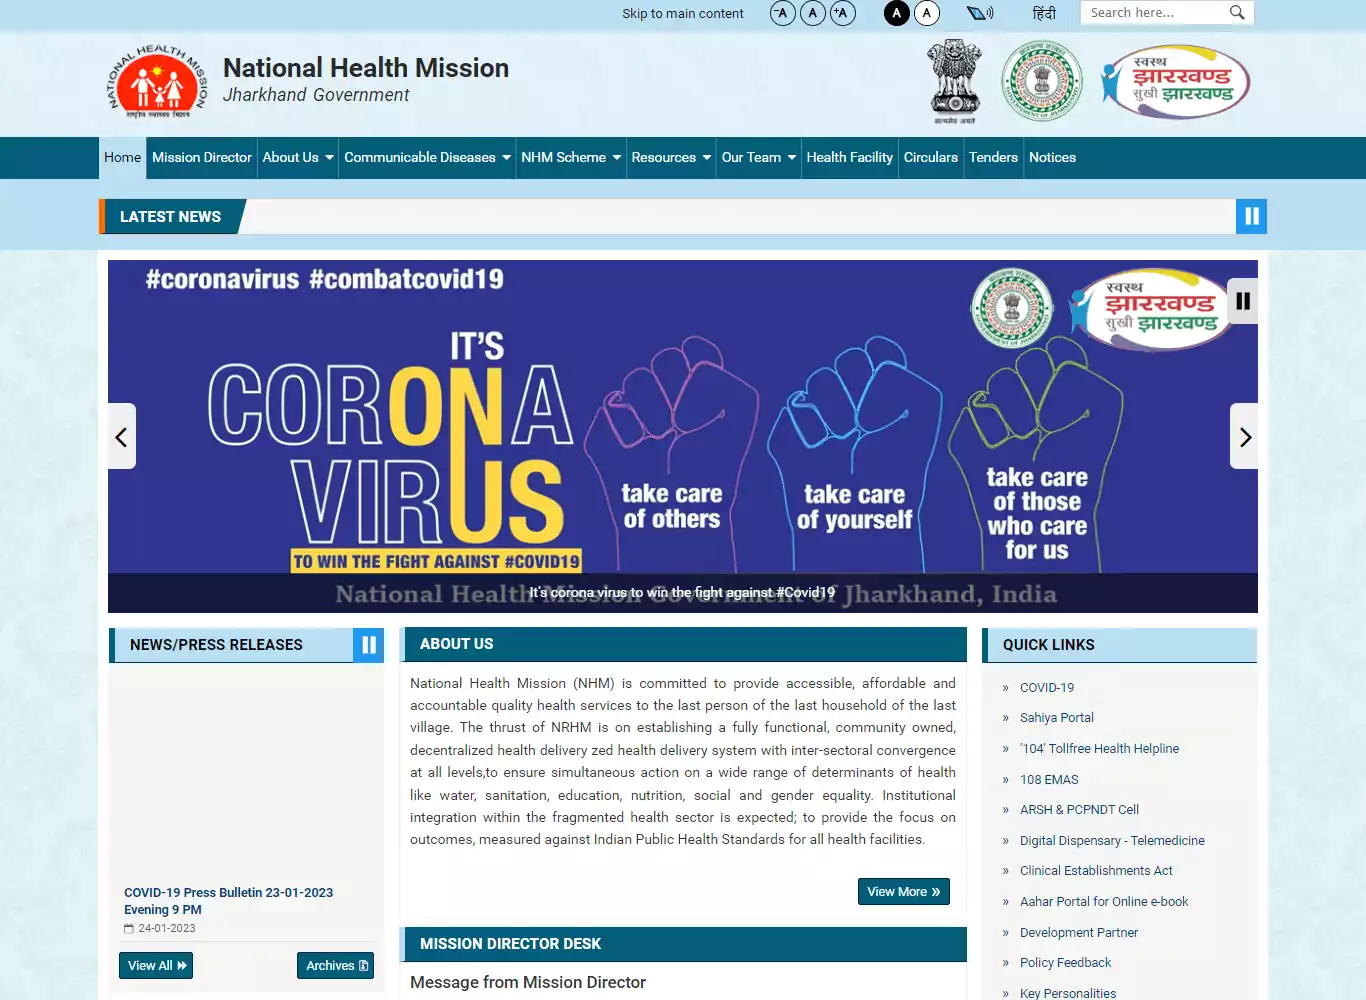 Skip to main content
-A
A
+A
A
A
हिंदी
Search here...
NATIONAL HEALTH MISSION
राष्ट्रीय स्वास्थ्य मिशन
National Health Mission
Jharkhand Government
सत्यमेव जयते
स्वस्थ
झारखण्ड
सुखी झारखण्ड
Home
Mission Director
About Us
Communicable Diseases
NHM Scheme
Resources
Our Team
Health Facility
Circulars
Tenders
Notices
LATEST NEWS
#coronavirus #combatcovid19
स्वस्थ
झारखण्ड
सुखी झारखण्ड
IT'S
CORONA
VIRUS
TO WIN THE FIGHT AGAINST #COVID19
take care
of others
take care
of yourself
take care
of those
who care
for us
National Health Mission Government of Jharkhand, India
It's corona virus to win the fight against #Covid19
NEWS/PRESS RELEASES
COVID-19 Press Bulletin 23-01-2023
Evening 9 PM
24-01-2023
View All
Archives
ABOUT US
National Health Mission (NHM) is committed to provide accessible, affordable and
accountable quality health services to the last person of the last household of the last
village. The thrust of NRHM is on establishing a fully functional, community owned,
decentralized health delivery zed health delivery system with inter-sectoral convergence
at all levels,to ensure simultaneous action on a wide range of determinants of health
like water, sanitation, education, nutrition, social and gender equality. Institutional
integration within the fragmented health sector is expected; to provide the focus on
outcomes, measured against Indian Public Health Standards for all health facilities.
View More »
MISSION DIRECTOR DESK
Message from Mission Director
QUICK LINKS
» COVID-19
» Sahiya Portal
» '104' Tollfree Health Helpline
» 108 EMAS
» ARSH & PCPNDT Cell
» Digital Dispensary - Telemedicine
» Clinical Establishments Act
» Aahar Portal for Online e-book
» Development Partner
» Policy Feedback
» Key Personalities